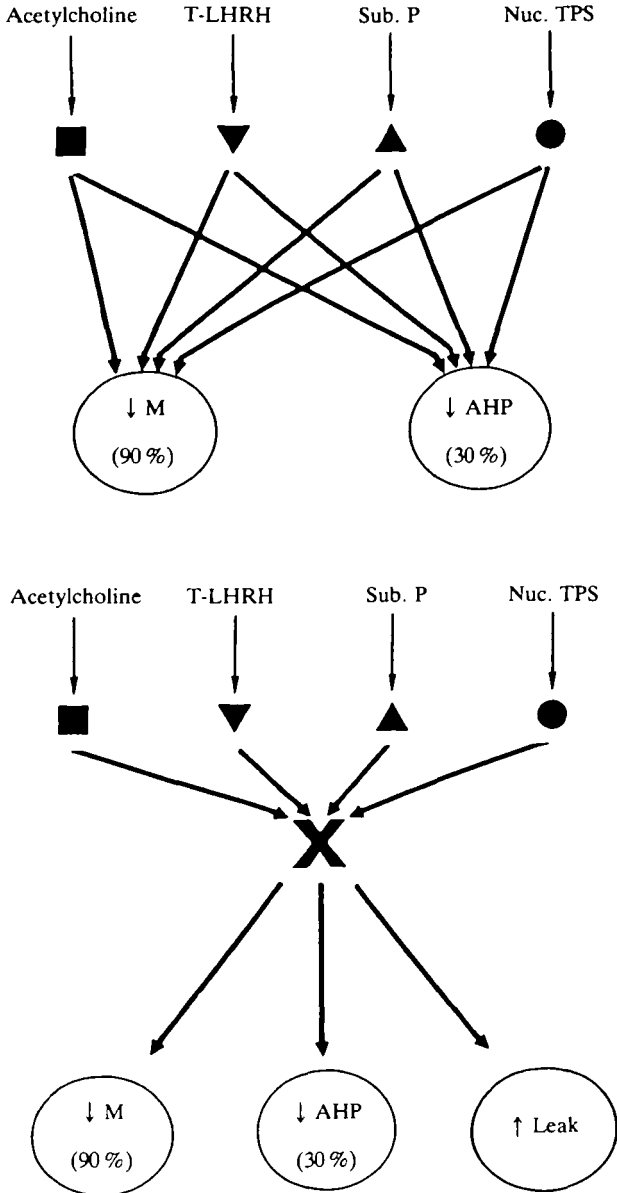 Acetylcholine T-LHRH Sub. P Nuc. TPS
↓ M ↓ AHP
(90 %) (30 %)
Acetylcholine T-LHRH Sub. P Nuc. TPS
X
↓ M ↓ AHP ↑ Leak
(90 %) (30 %)